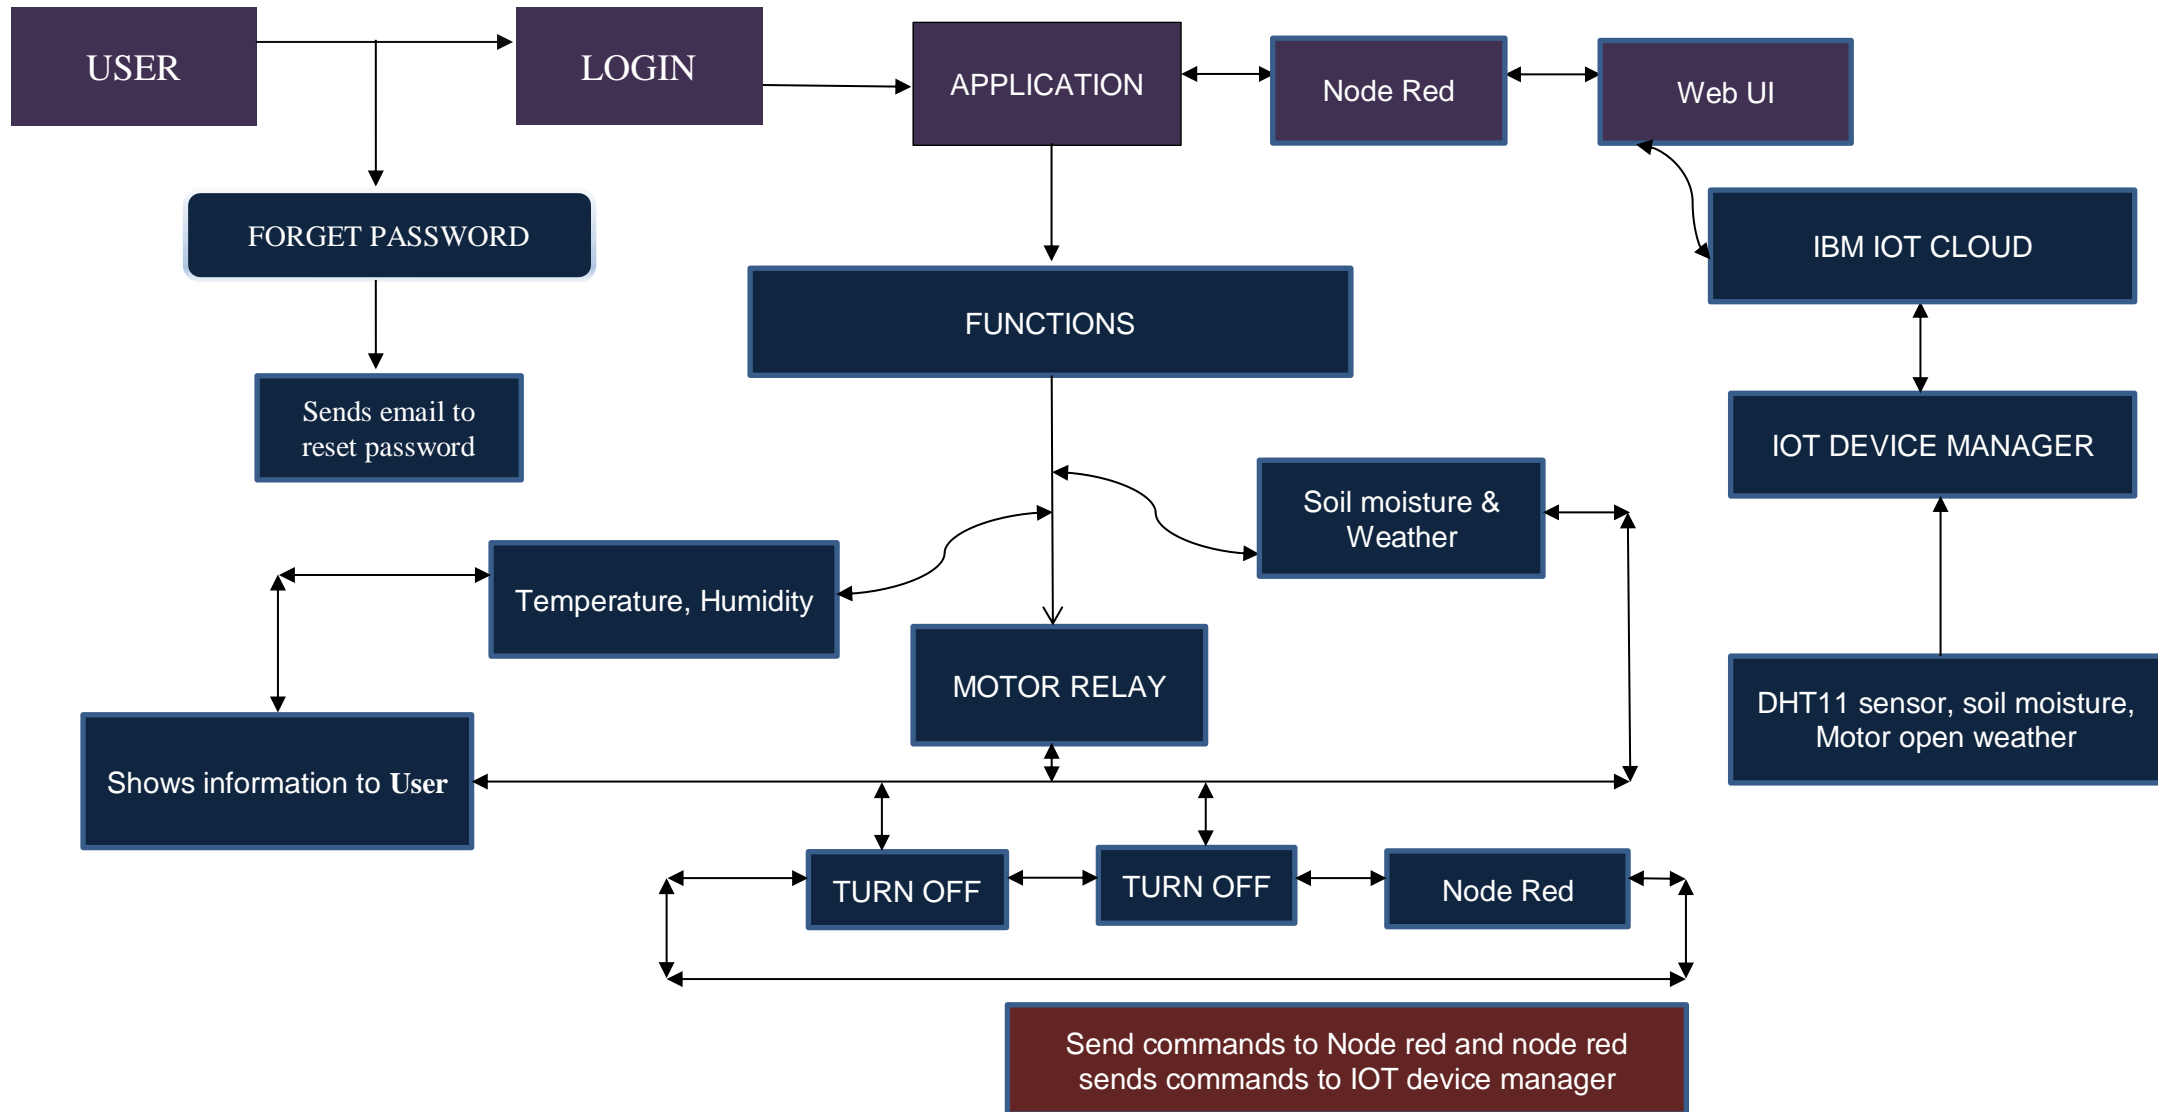 USER
LOGIN
APPLICATION
Node Red
Web UI
FORGET PASSWORD
IBM IOT CLOUD
FUNCTIONS
Sends email to
reset password
IOT DEVICE MANAGER
Soil moisture &
Weather
Temperature, Humidity
MOTOR RELAY
DHT11 sensor, soil moisture,
Motor open weather
Shows information to User
TURN OFF
TURN OFF
Node Red
Send commands to Node red and node red
sends commands to IOT device manager